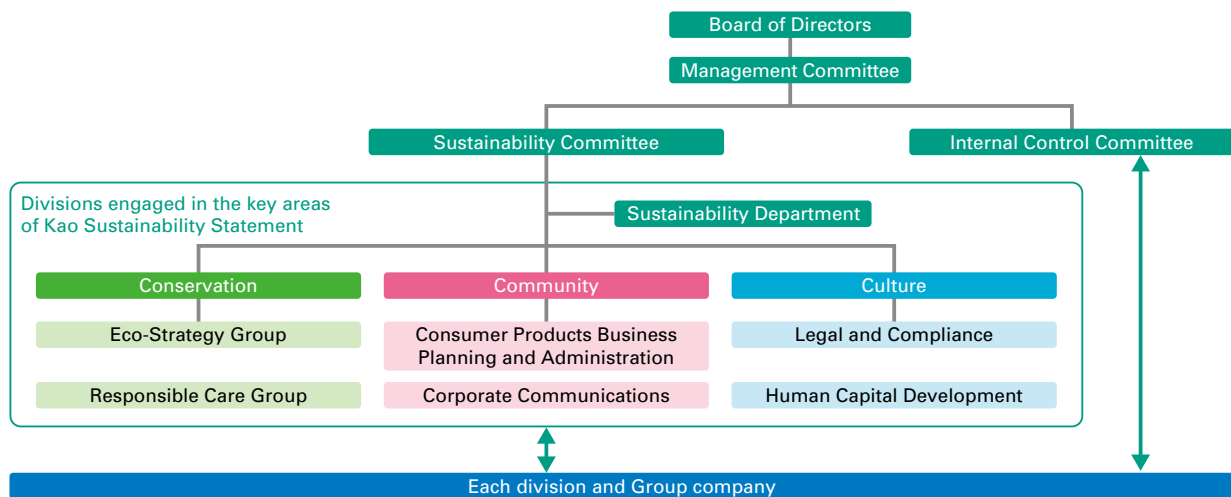 Board of Directors
Management Committee
Sustainability Committee
Internal Control Committee
Divisions engaged in the key areas
of Kao Sustainability Statement
Sustainability Department
Conservation
Community
Culture
Eco-Strategy Group
Consumer Products Business
Planning and Administration
Legal and Compliance
Responsible Care Group
Corporate Communications
Human Capital Development
Each division and Group company